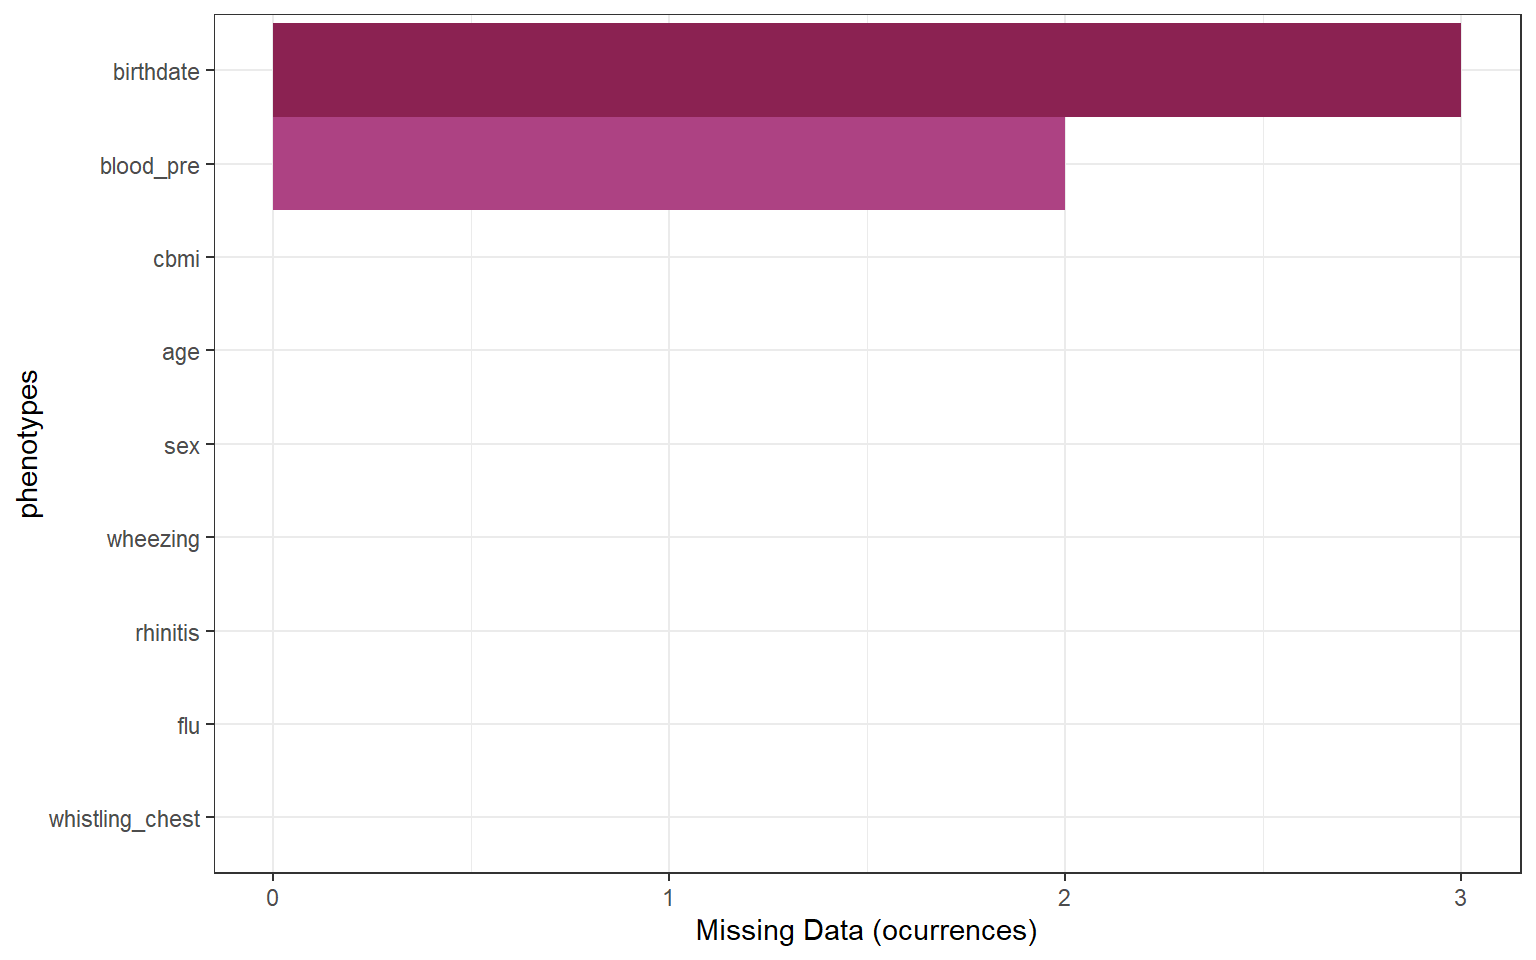 birthdate
blood_pre
cbmi
age
sex
wheezing
rhinitis
flu
whistling_chest
phenotypes
0 1 2 3
Missing Data (ocurrences)